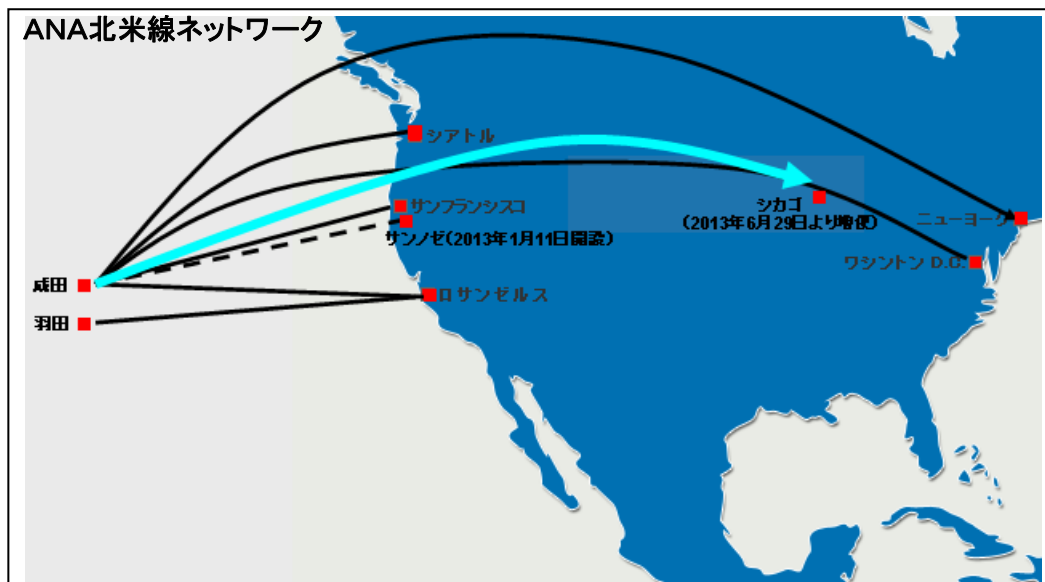 ANA北米線ネットワーク
シアトル
サンフランシスコ
サンノゼ(2013年1月11日開設)
シカゴ
(2013年6月29日より増便)
ニューヨーク
ワシントン D.C.
成田
ロサンゼルス
羽田